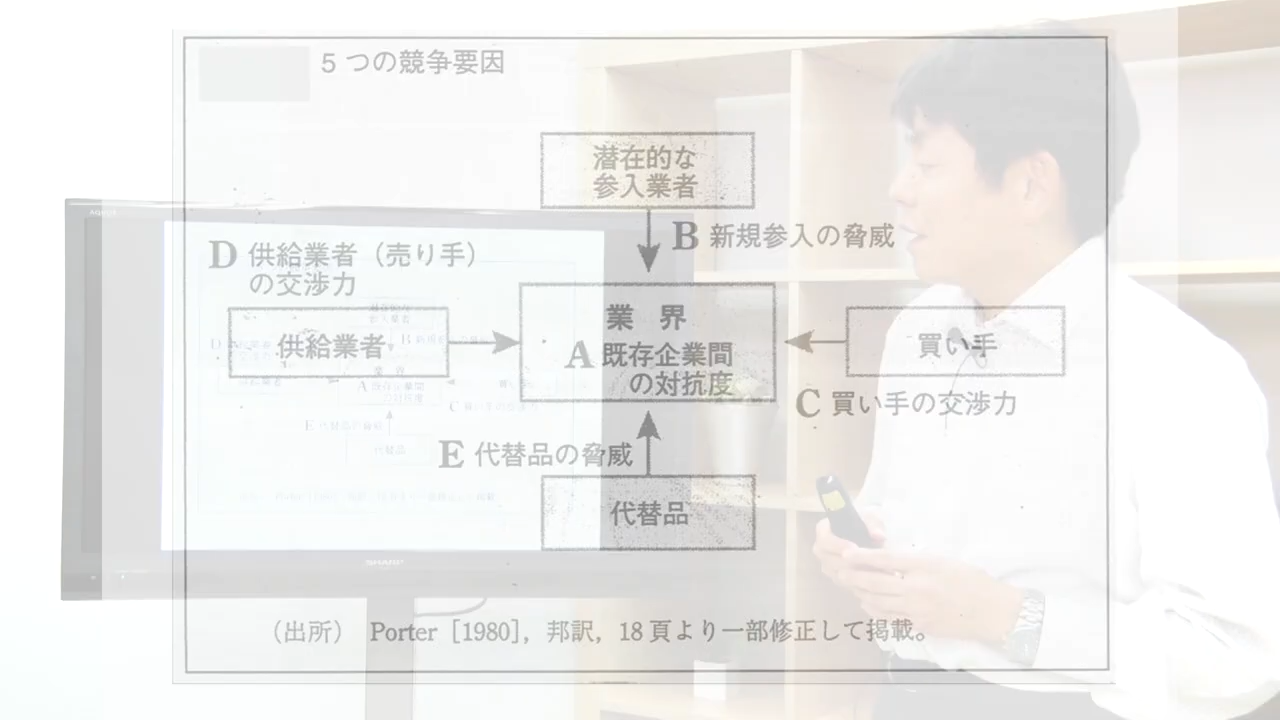 5つの競争要因
潜在的な
参入業者
B 新規参入の脅威
D 供給業者（売り手）
の交渉力
供給業者
業 界
A 既存企業間
の対抗度
買い手
C 買い手の交渉力
E 代替品の脅威
代替品
（出所） Porter［1980］，邦訳，18頁より一部修正して掲載。
SHARP